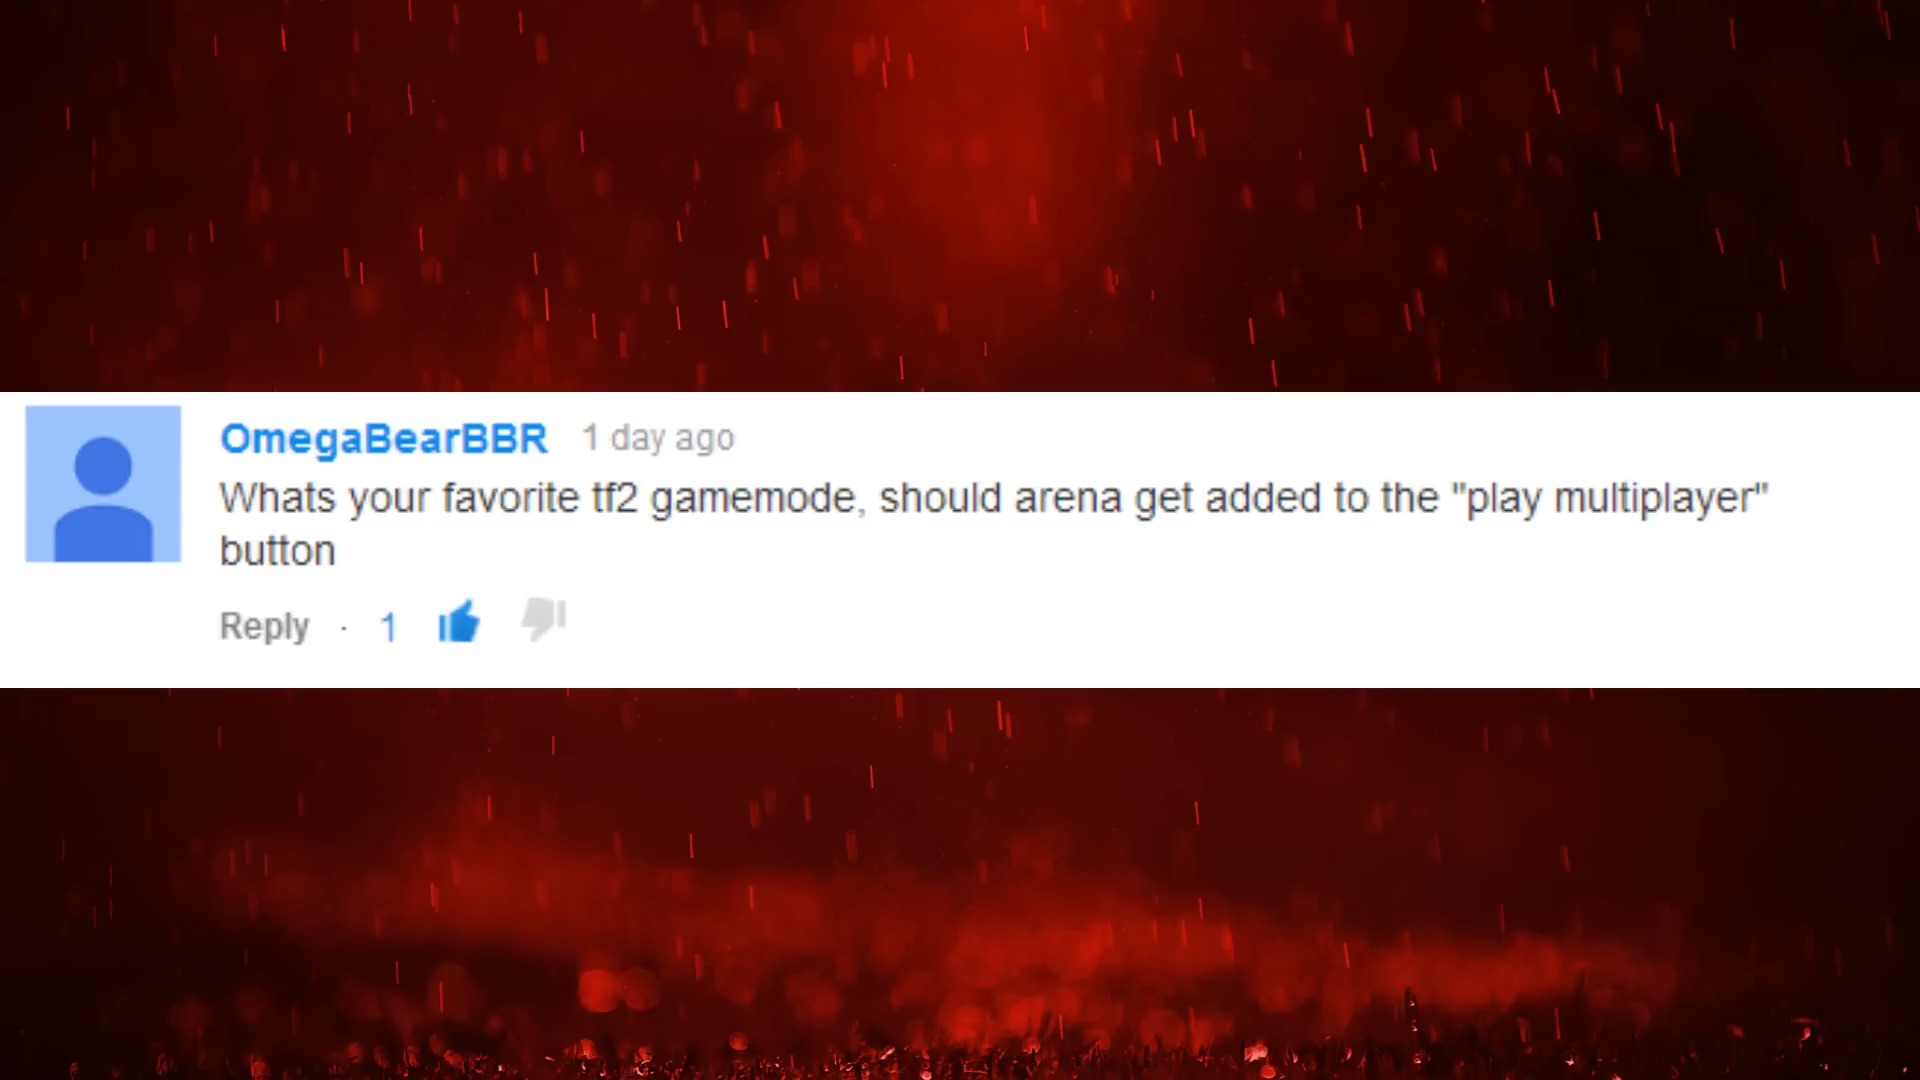 OmegaBearBBR 1 day ago
Whats your favorite tf2 gamemode, should arena get added to the "play multiplayer"
button
Reply · 1